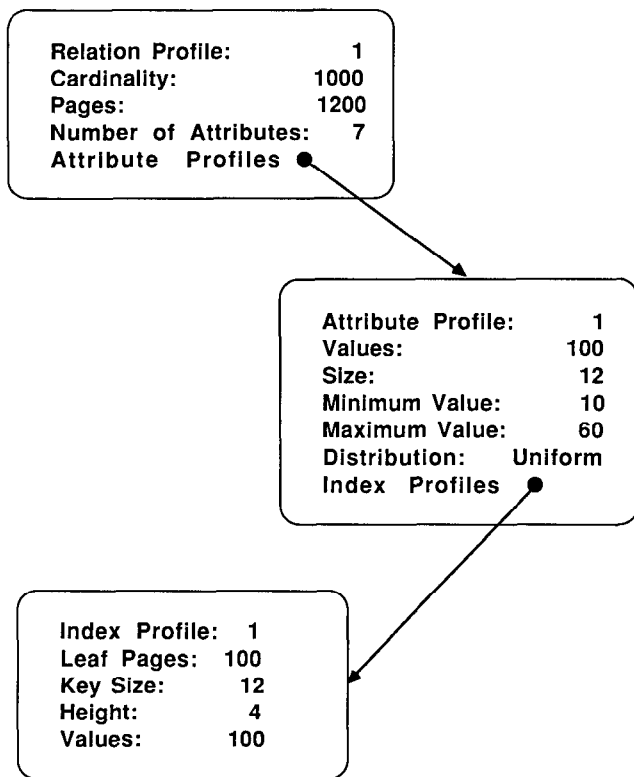 Relation Profile: 1
Cardinality: 1000
Pages: 1200
Number of Attributes: 7
Attribute Profiles
Attribute Profile: 1
Values: 100
Size: 12
Minimum Value: 10
Maximum Value: 60
Distribution: Uniform
Index Profiles
Index Profile: 1
Leaf Pages: 100
Key Size: 12
Height: 4
Values: 100